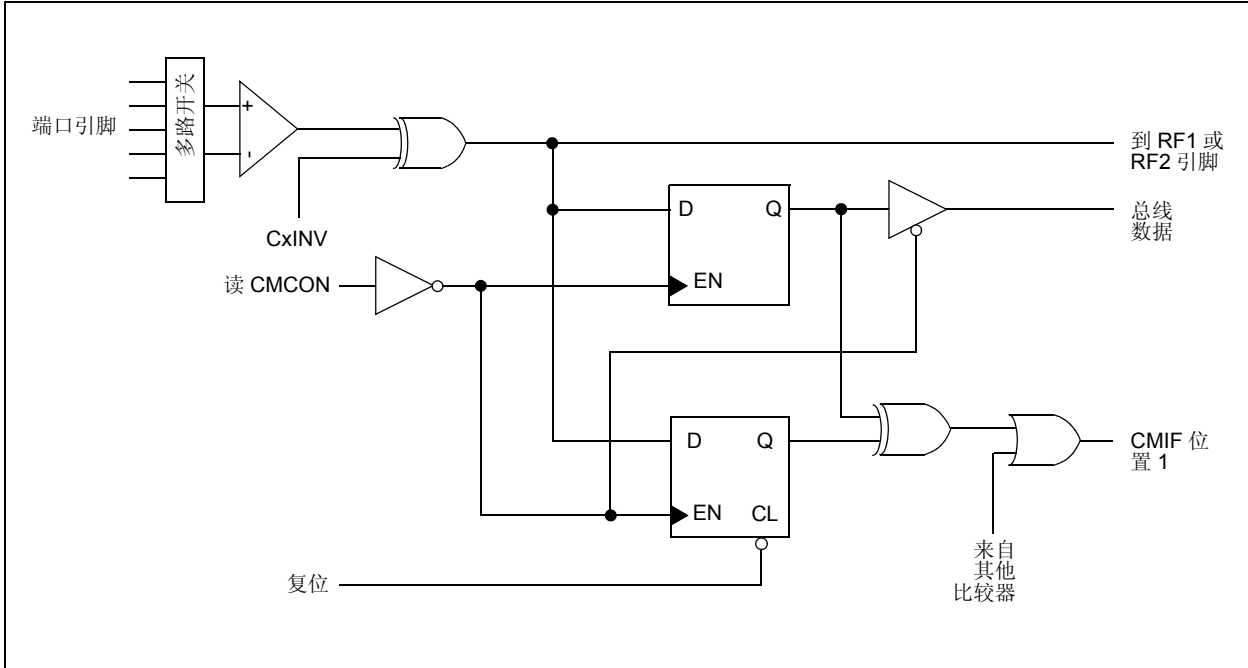 多路开关
端口引脚
+
-
CxINV
到 RF1 或
RF2 引脚
D
Q
EN
总线
数据
读 CMCON
D
Q
EN
CL
CMIF 位
置 1
来自
其他
比较器
复位